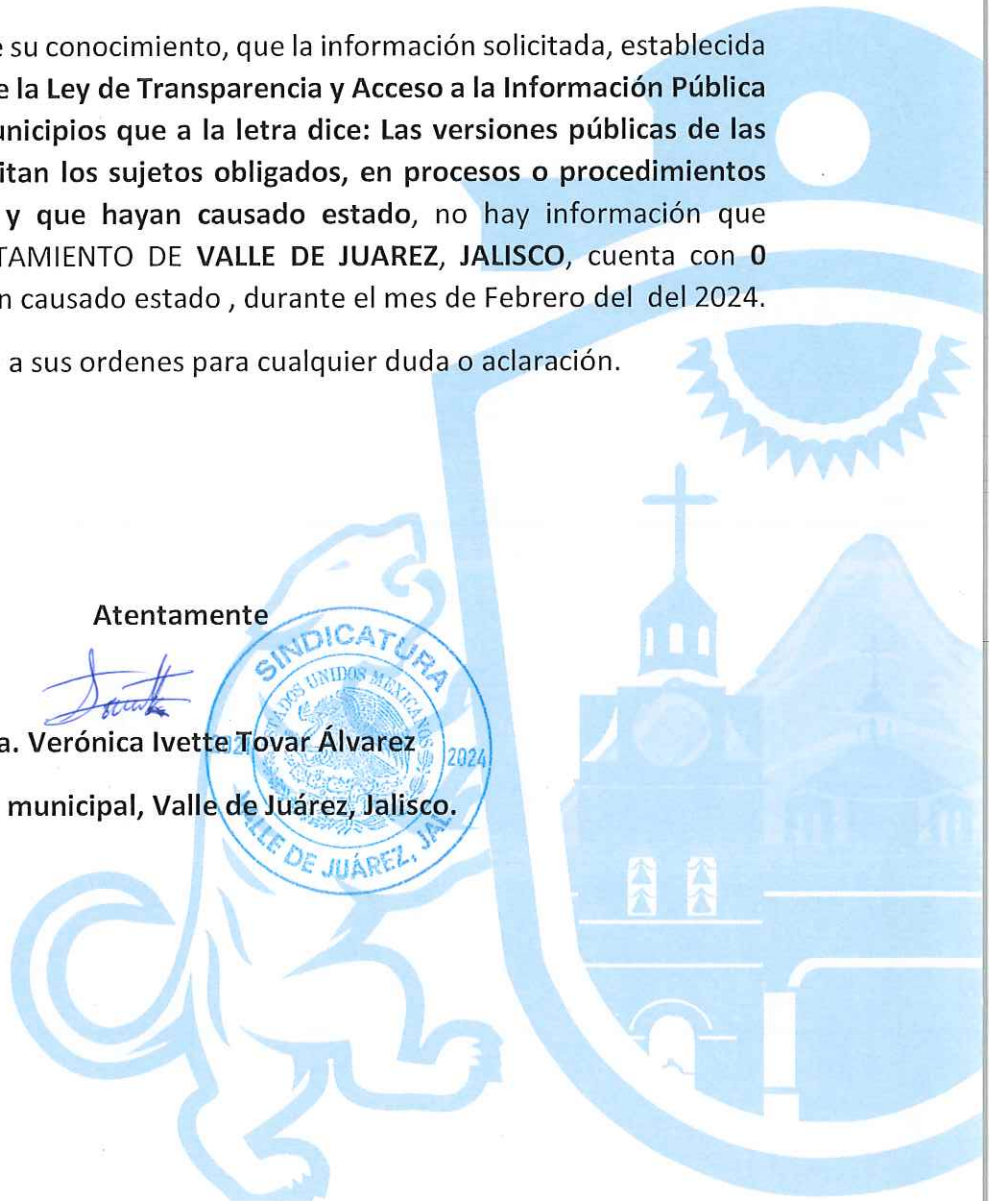 e su conocimiento, que la información solicitada, establecida
e la Ley de Transparencia y Acceso a la Información Pública
unicipios que a la letra dice: Las versiones públicas de las
itan los sujetos obligados, en procesos o procedimientos
y que hayan causado estado, no hay información que
TAMIENTO DE VALLE DE JUAREZ, JALISCO, cuenta con 0
n causado estado , durante el mes de Febrero del del 2024.
a sus ordenes para cualquier duda o aclaración.
Atentamente
SINDICATURA
ESTADOS UNIDOS MEXICANOS
a. Verónica Ivette Tovar Álvarez
2024
municipal, Valle de Juárez, Jalisco.
VALLE DE JUÁREZ, JAL